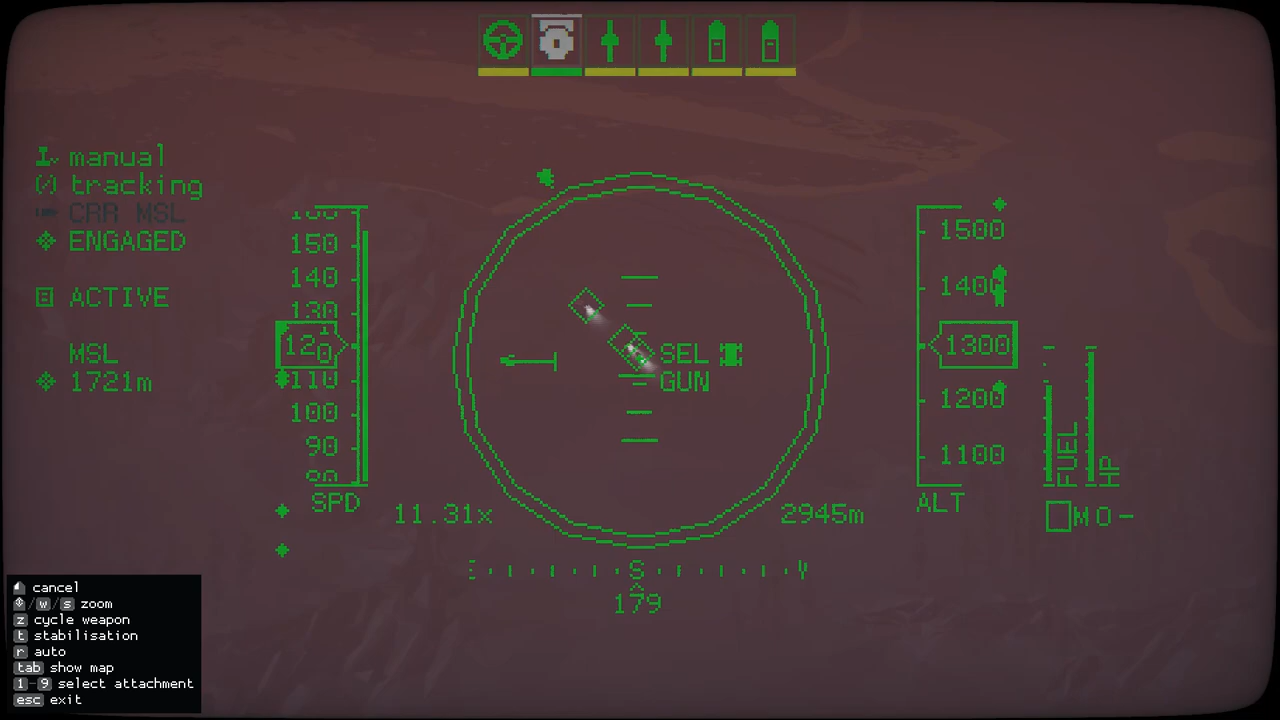 manual
tracking
CRR MSL
ENGAGED
ACTIVE
MSL
1721m
150
140
130
120
110
100
90
SPD
11.31x
SEL
GUN
2945m
S
179
1500
1400
1300
1200
1100
ALT
FUEL
HP
cancel
/w/s zoom
z cycle weapon
t stabilisation
r auto
tab show map
1-9 select attachment
esc exit